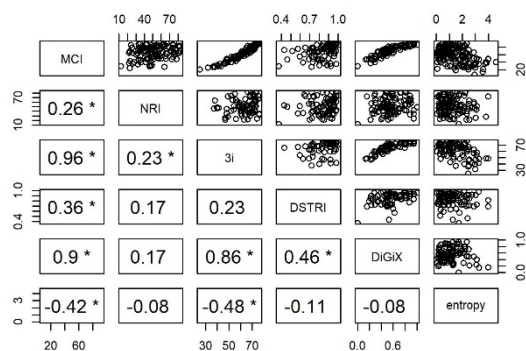 10 40 70
0.4 0.7 1.0
0 1 2 3 4
MCI
20
70
10
0.26 *
NRI
0.96 *
0.23 *
3i
70
30
1.0
0.4
0.36 *
0.17
0.23
DSTRI
0.9 *
0.17
0.86 *
0.46 *
DiGiX
1.0
0.0
3
0
-0.42 *
-0.08
-0.48 *
-0.11
-0.08
entropy
20 60
30 50 70
0.0 0.6